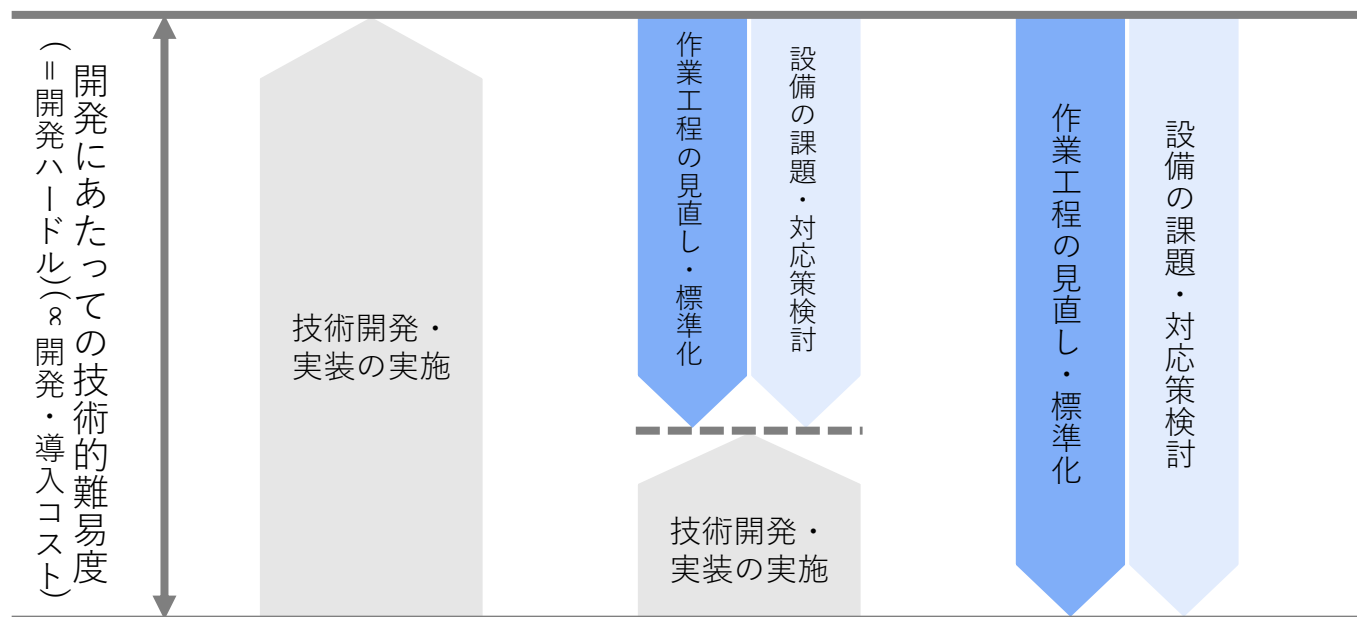 開発にあたっての技術的難易度
(=開発ハードル)(∝開発・導入コスト)
技術開発・
実装の実施
作業工程の見直し・標準化
設備の課題・対応策検討
技術開発・
実装の実施
作業工程の見直し・標準化
設備の課題・対応策検討